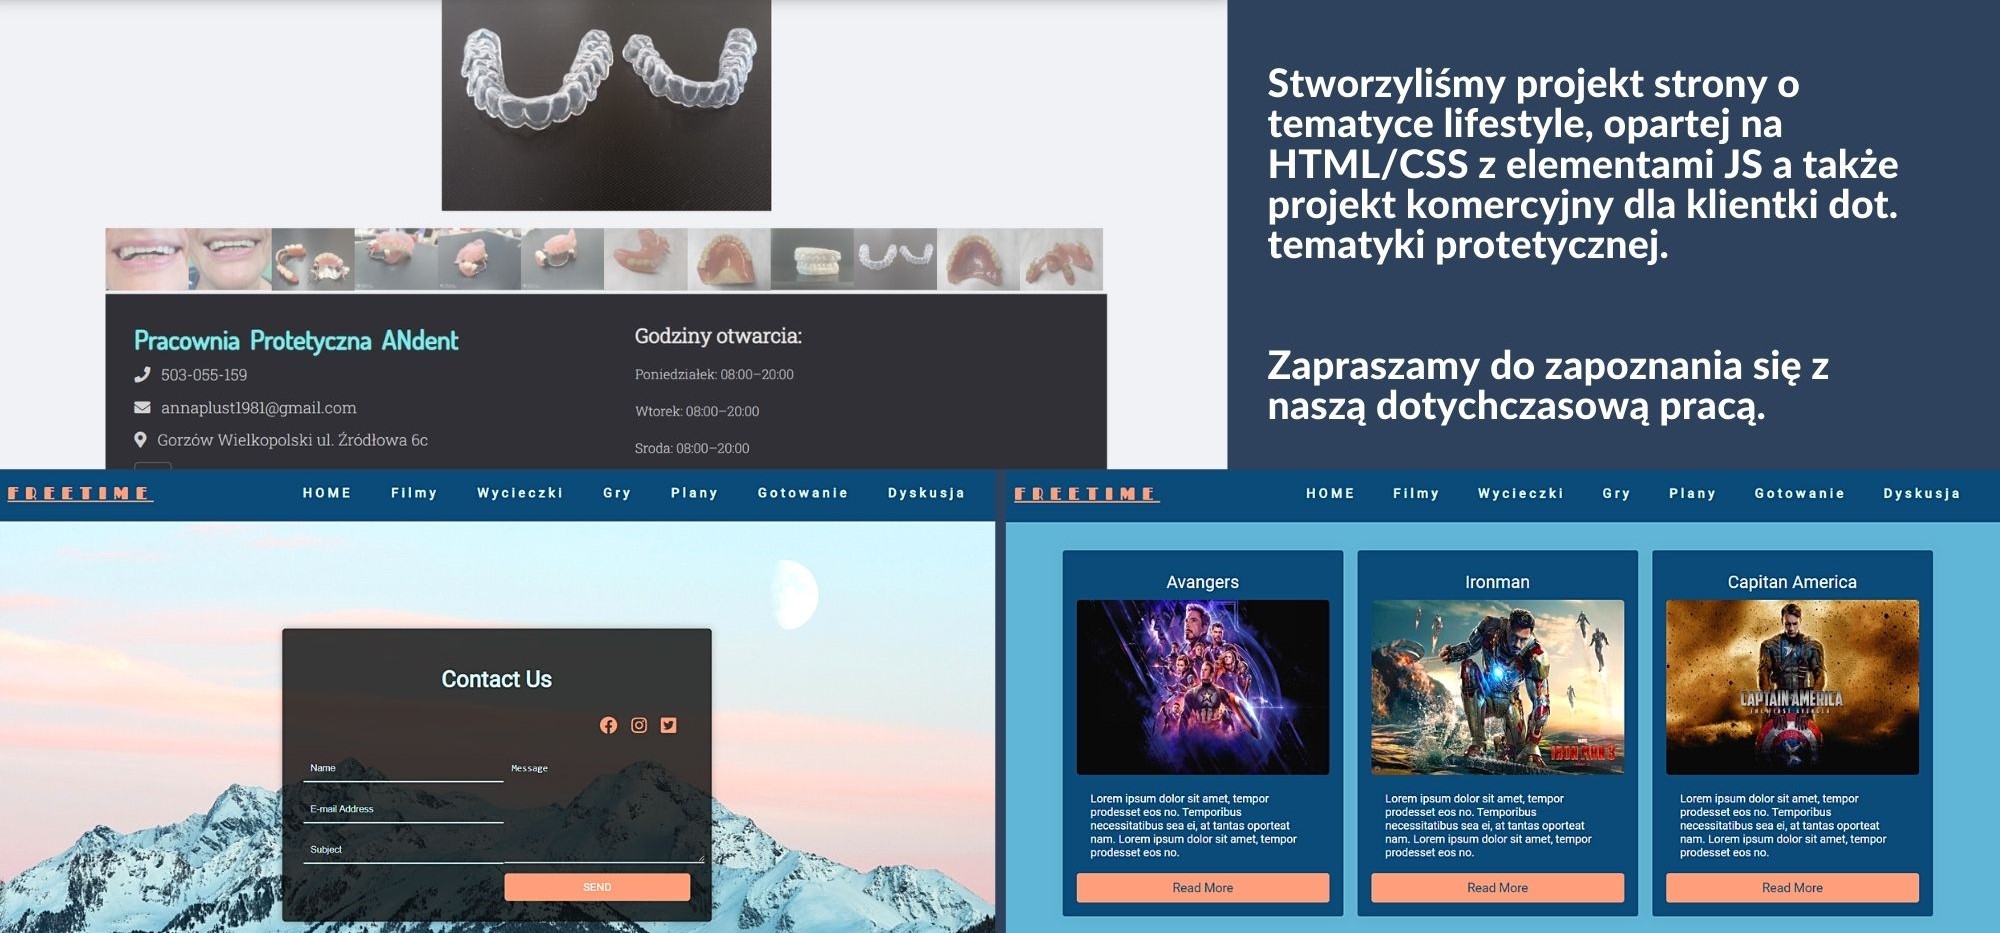 Stworzyliśmy projekt strony o
tematyce lifestyle, opartej na
HTML/CSS z elementami JS a także
projekt komercyjny dla klientki dot.
tematyki protetycznej.
Zapraszamy do zapoznania się z
naszą dotychczasową pracą.
Pracownia Protetyczna ANdent
503-055-159
annaplust1981@gmail.com
Gorzów Wielkopolski ul. Źródłowa 6c
Godziny otwarcia:
Poniedziałek: 08:00–20:00
Wtorek: 08:00–20:00
Sroda: 08:00–20:00
FREETIME HOME Filmy Wycieczki Gry Plany Gotowanie Dyskusja
Contact Us
Name
Message
E-mail Address
Subject
SEND
FREETIME HOME Filmy Wycieczki Gry Plany Gotowanie Dyskusja
Avangers
Lorem ipsum dolor sit amet, tempor
prodesset eos no. Temporibus
necessitatibus sea ei, at tantas oporteat
nam. Lorem ipsum dolor sit amet, tempor
prodesset eos no.
Read More
Ironman
IRON MAN 3
Lorem ipsum dolor sit amet, tempor
prodesset eos no. Temporibus
necessitatibus sea ei, at tantas oporteat
nam. Lorem ipsum dolor sit amet, tempor
prodesset eos no.
Read More
Capitan America
CAPTAIN AMERICA
THE FIRST AVENGER
Lorem ipsum dolor sit amet, tempor
prodesset eos no. Temporibus
necessitatibus sea ei, at tantas oporteat
nam. Lorem ipsum dolor sit amet, tempor
prodesset eos no.
Read More